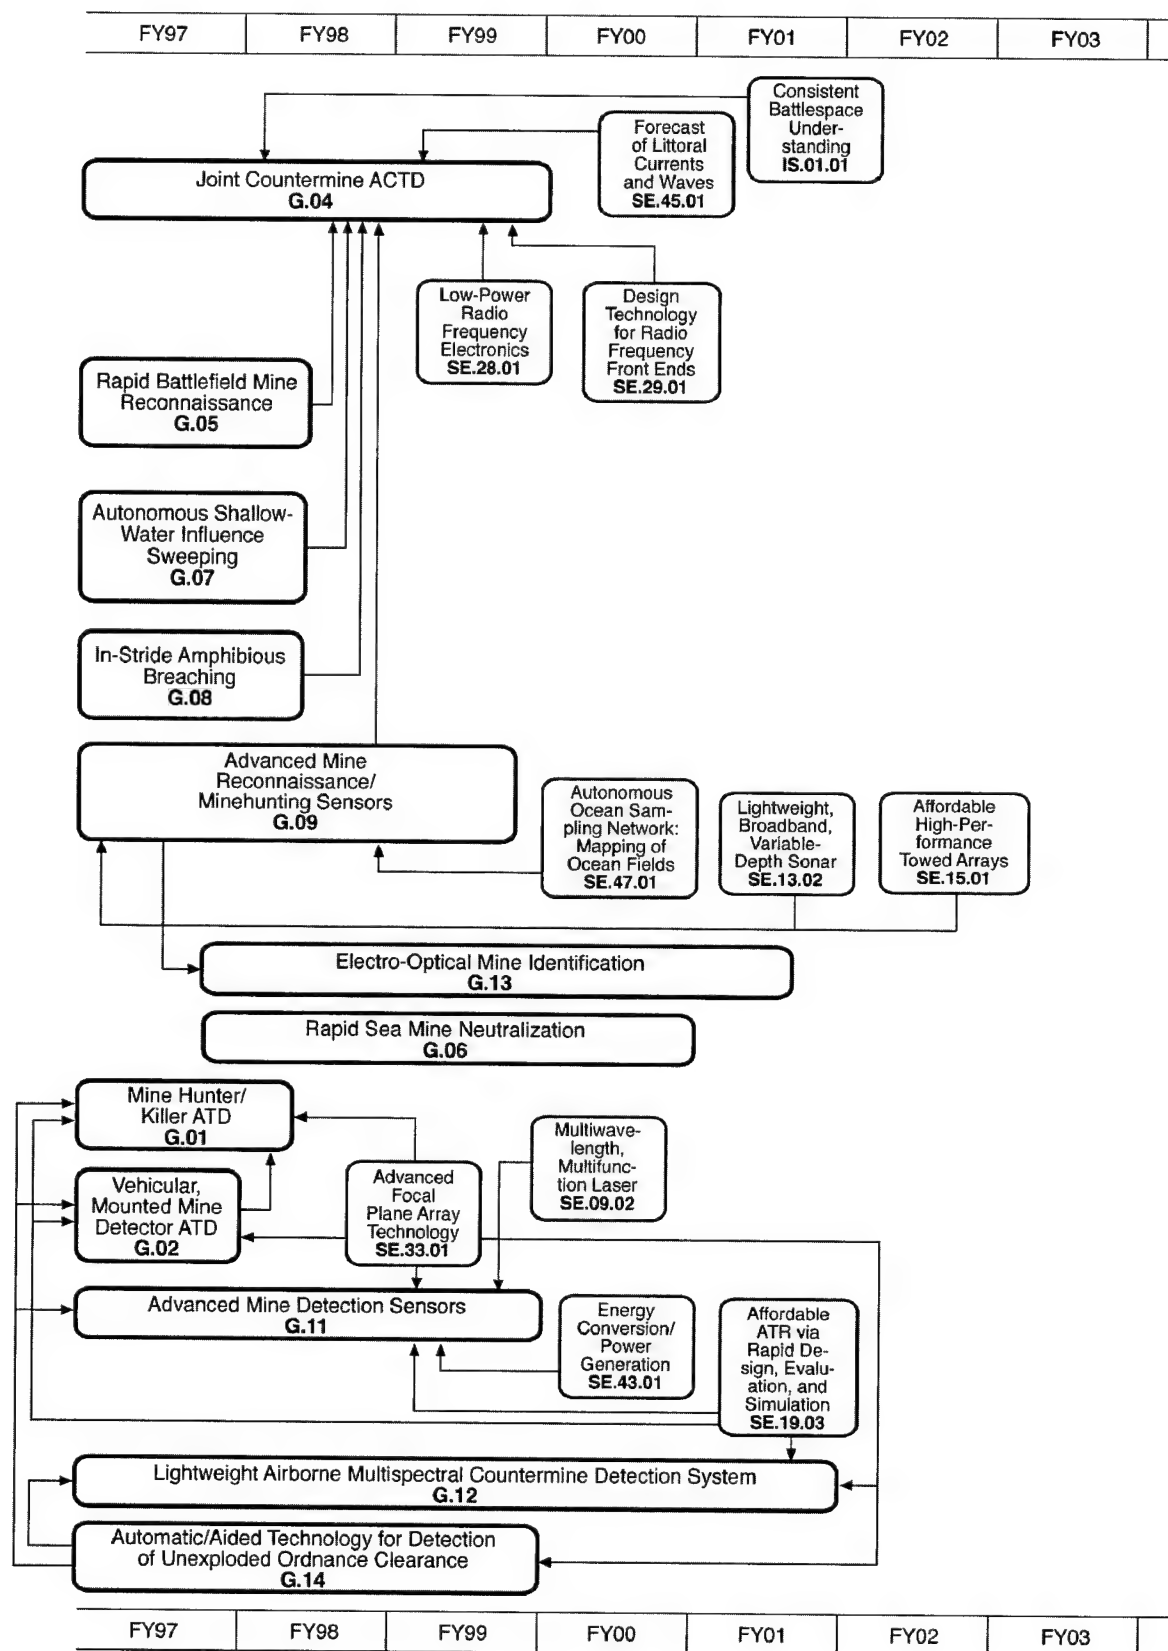 FY97 FY98 FY99 FY00 FY01 FY02 FY03
Consistent
Battlespace
Under-
standing
IS.01.01
Forecast
of Littoral
Currents
and Waves
SE.45.01
Joint Countermine ACTD
G.04
Low-Power
Radio
Frequency
Electronics
SE.28.01
Design
Technology
for Radio
Frequency
Front Ends
SE.29.01
Rapid Battlefield Mine
Reconnaissance
G.05
Autonomous Shallow-
Water Influence
Sweeping
G.07
In-Stride Amphibious
Breaching
G.08
Advanced Mine
Reconnaissance/
Minehunting Sensors
G.09
Autonomous
Ocean Sam-
pling Network:
Mapping of
Ocean Fields
SE.47.01
Lightweight,
Broadband,
Variable-
Depth Sonar
SE.13.02
Affordable
High-Per-
formance
Towed Arrays
SE.15.01
Electro-Optical Mine Identification
G.13
Rapid Sea Mine Neutralization
G.06
Mine Hunter/
Killer ATD
G.01
Multiwave-
length,
Multifunc-
tion Laser
SE.09.02
Vehicular,
Mounted Mine
Detector ATD
G.02
Advanced
Focal
Plane Array
Technology
SE.33.01
Advanced Mine Detection Sensors
G.11
Energy
Conversion/
Power
Generation
SE.43.01
Affordable
ATR via
Rapid De-
sign, Evalu-
ation, and
Simulation
SE.19.03
Lightweight Airborne Multispectral Countermine Detection System
G.12
Automatic/Aided Technology for Detection
of Unexploded Ordnance Clearance
G.14
FY97 FY98 FY99 FY00 FY01 FY02 FY03